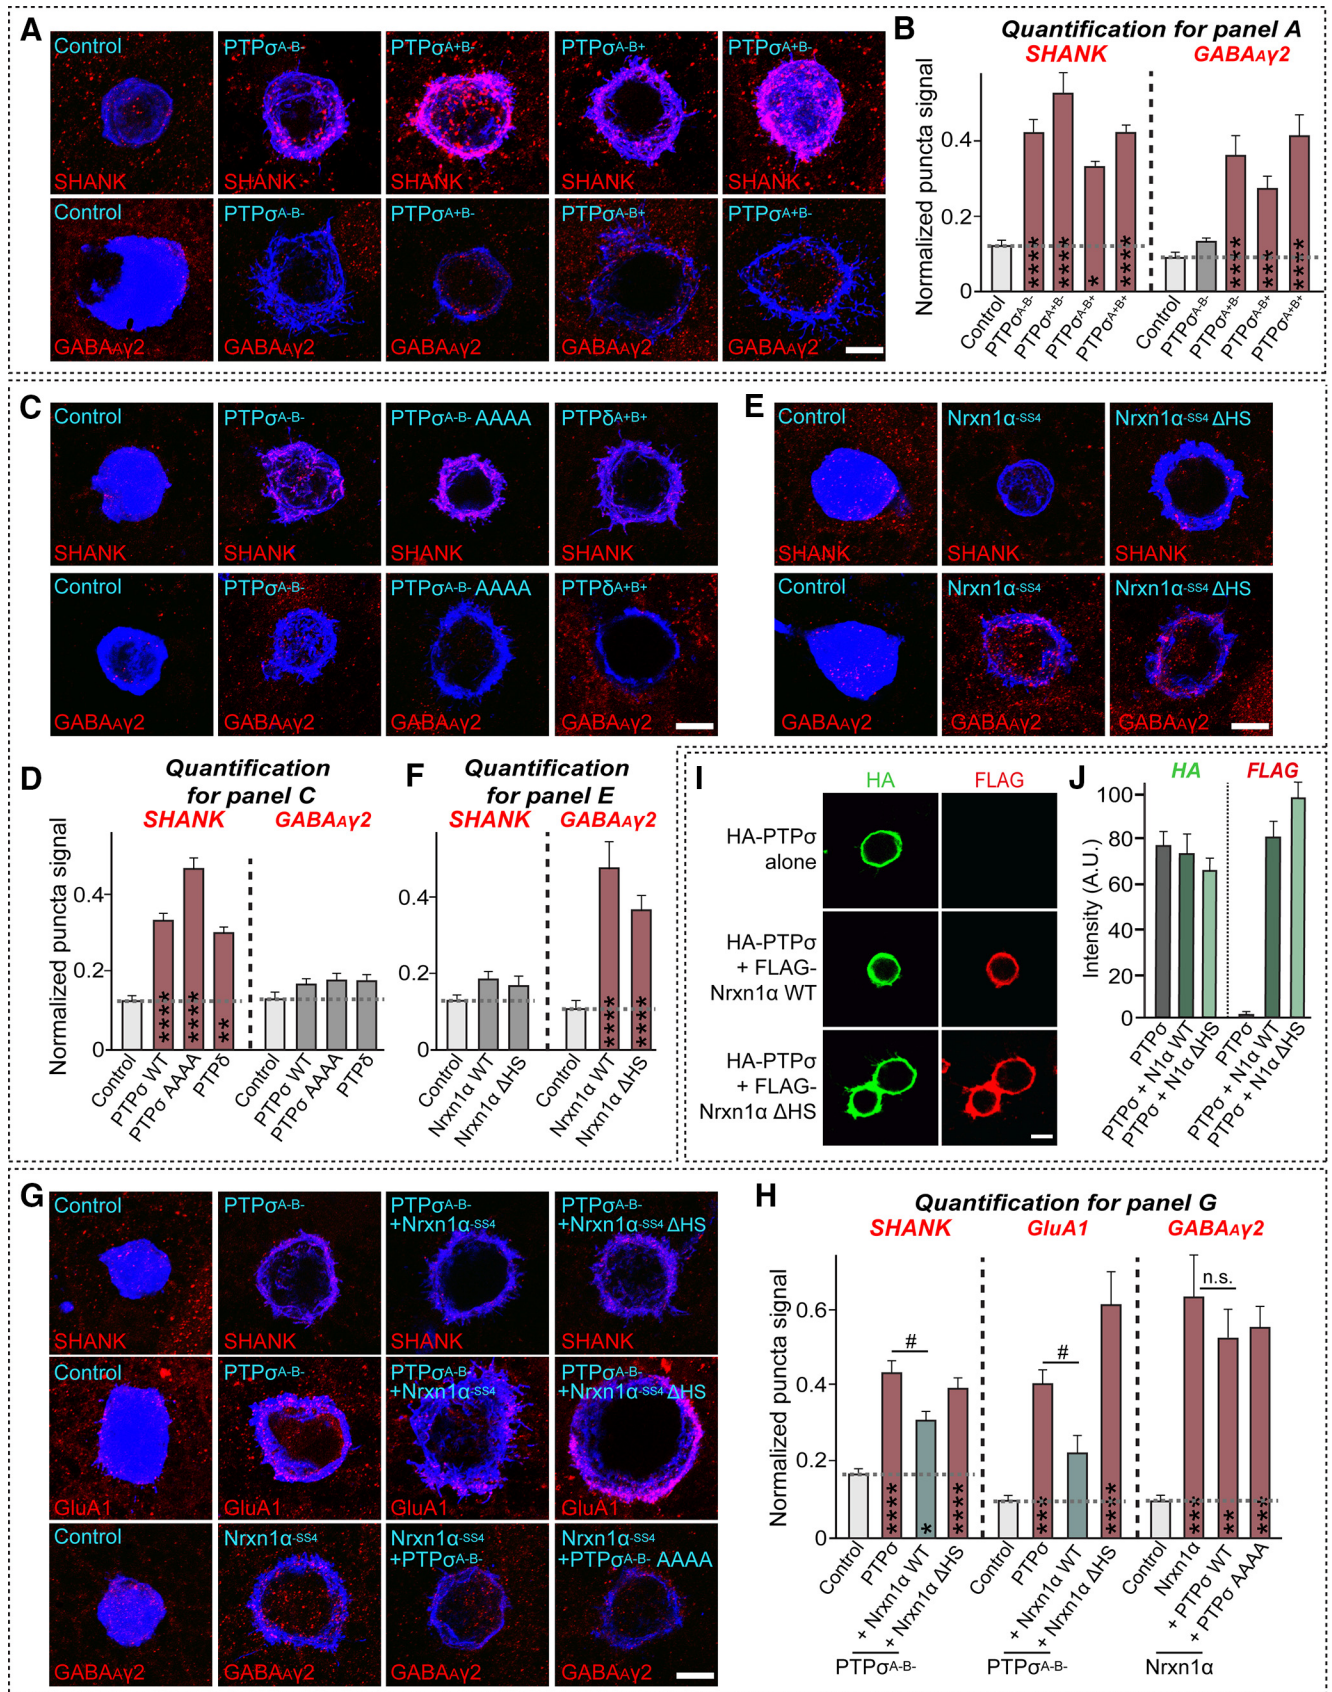 A
Control
PTPσA-B-
PTPσA+B-
PTPσA-B+
PTPσA+B-
SHANK
SHANK
SHANK
SHANK
SHANK
Control
PTPσA-B-
PTPσA+B-
PTPσA-B+
PTPσA+B-
GABAAγ2
GABAAγ2
GABAAγ2
GABAAγ2
GABAAγ2
B
Quantification for panel A
SHANK
GABAAγ2
Normalized puncta signal
0.4
0.2
0
****
****
*
****
****
***
****
Control
PTPσA-B-
PTPσA+B-
PTPσA-B+
PTPσA+B+
Control
PTPσA-B-
PTPσA+B-
PTPσA-B+
PTPσA+B+
C
Control
PTPσA-B-
PTPσA-B- AAAA
PTPδA+B+
SHANK
SHANK
SHANK
SHANK
Control
PTPσA-B-
PTPσA-B- AAAA
PTPδA+B+
GABAAγ2
GABAAγ2
GABAAγ2
GABAAγ2
E
Control
Nrxn1α-SS4
Nrxn1α-SS4 ΔHS
SHANK
SHANK
SHANK
Control
Nrxn1α-SS4
Nrxn1α-SS4 ΔHS
GABAAγ2
GABAAγ2
GABAAγ2
D
Quantification
for panel C
SHANK
GABAAγ2
Normalized puncta signal
0.4
0.2
0
****
****
**
Control
PTPσ WT
PTPσ AAAA
PTPδ
Control
PTPσ WT
PTPσ AAAA
PTPδ
F
Quantification
for panel E
SHANK
GABAAγ2
0.4
0.2
0
****
****
Control
Nrxn1α WT
Nrxn1α ΔHS
Control
Nrxn1α WT
Nrxn1α ΔHS
I
HA
FLAG
HA-PTPσ
alone
HA-PTPσ
+ FLAG-
Nrxn1α WT
HA-PTPσ
+ FLAG-
Nrxn1α ΔHS
J
HA
FLAG
Intensity (A.U.)
100
80
60
40
20
0
PTPσ
PTPσ + N1α WT
PTPσ + N1α ΔHS
PTPσ
PTPσ + N1α WT
PTPσ + N1α ΔHS
G
Control
PTPσA-B-
PTPσA-B-
+Nrxn1α-SS4
PTPσA-B-
+Nrxn1α-SS4 ΔHS
SHANK
SHANK
SHANK
SHANK
Control
PTPσA-B-
PTPσA-B-
+Nrxn1α-SS4
PTPσA-B-
+Nrxn1α-SS4 ΔHS
GluA1
GluA1
GluA1
GluA1
Control
Nrxn1α-SS4
Nrxn1α-SS4
+PTPσA-B-
Nrxn1α-SS4
+PTPσA-B- AAAA
GABAAγ2
GABAAγ2
GABAAγ2
GABAAγ2
H
Quantification for panel G
SHANK
GluA1
GABAAγ2
Normalized puncta signal
0.6
0.4
0.2
0
#
#
n.s.
****
*
****
***
***
***
**
***
Control
PTPσ
+ Nrxn1α WT
+ Nrxn1α ΔHS
PTPσA-B-
Control
PTPσ
+ Nrxn1α WT
+ Nrxn1α ΔHS
PTPσA-B-
Control
Nrxn1α
+ PTPσ WT
+ PTPσ AAAA
Nrxn1α